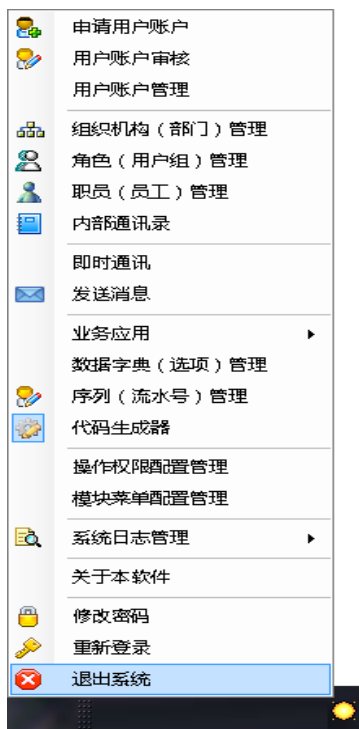 申请用户账户
用户账户审核
用户账户管理
组织机构（部门）管理
角色（用户组）管理
职员（员工）管理
内部通讯录
即时通讯
发送消息
业务应用
数据字典（选项）管理
序列（流水号）管理
代码生成器
操作权限配置管理
模块菜单配置管理
系统日志管理
关于本软件
修改密码
重新登录
退出系统